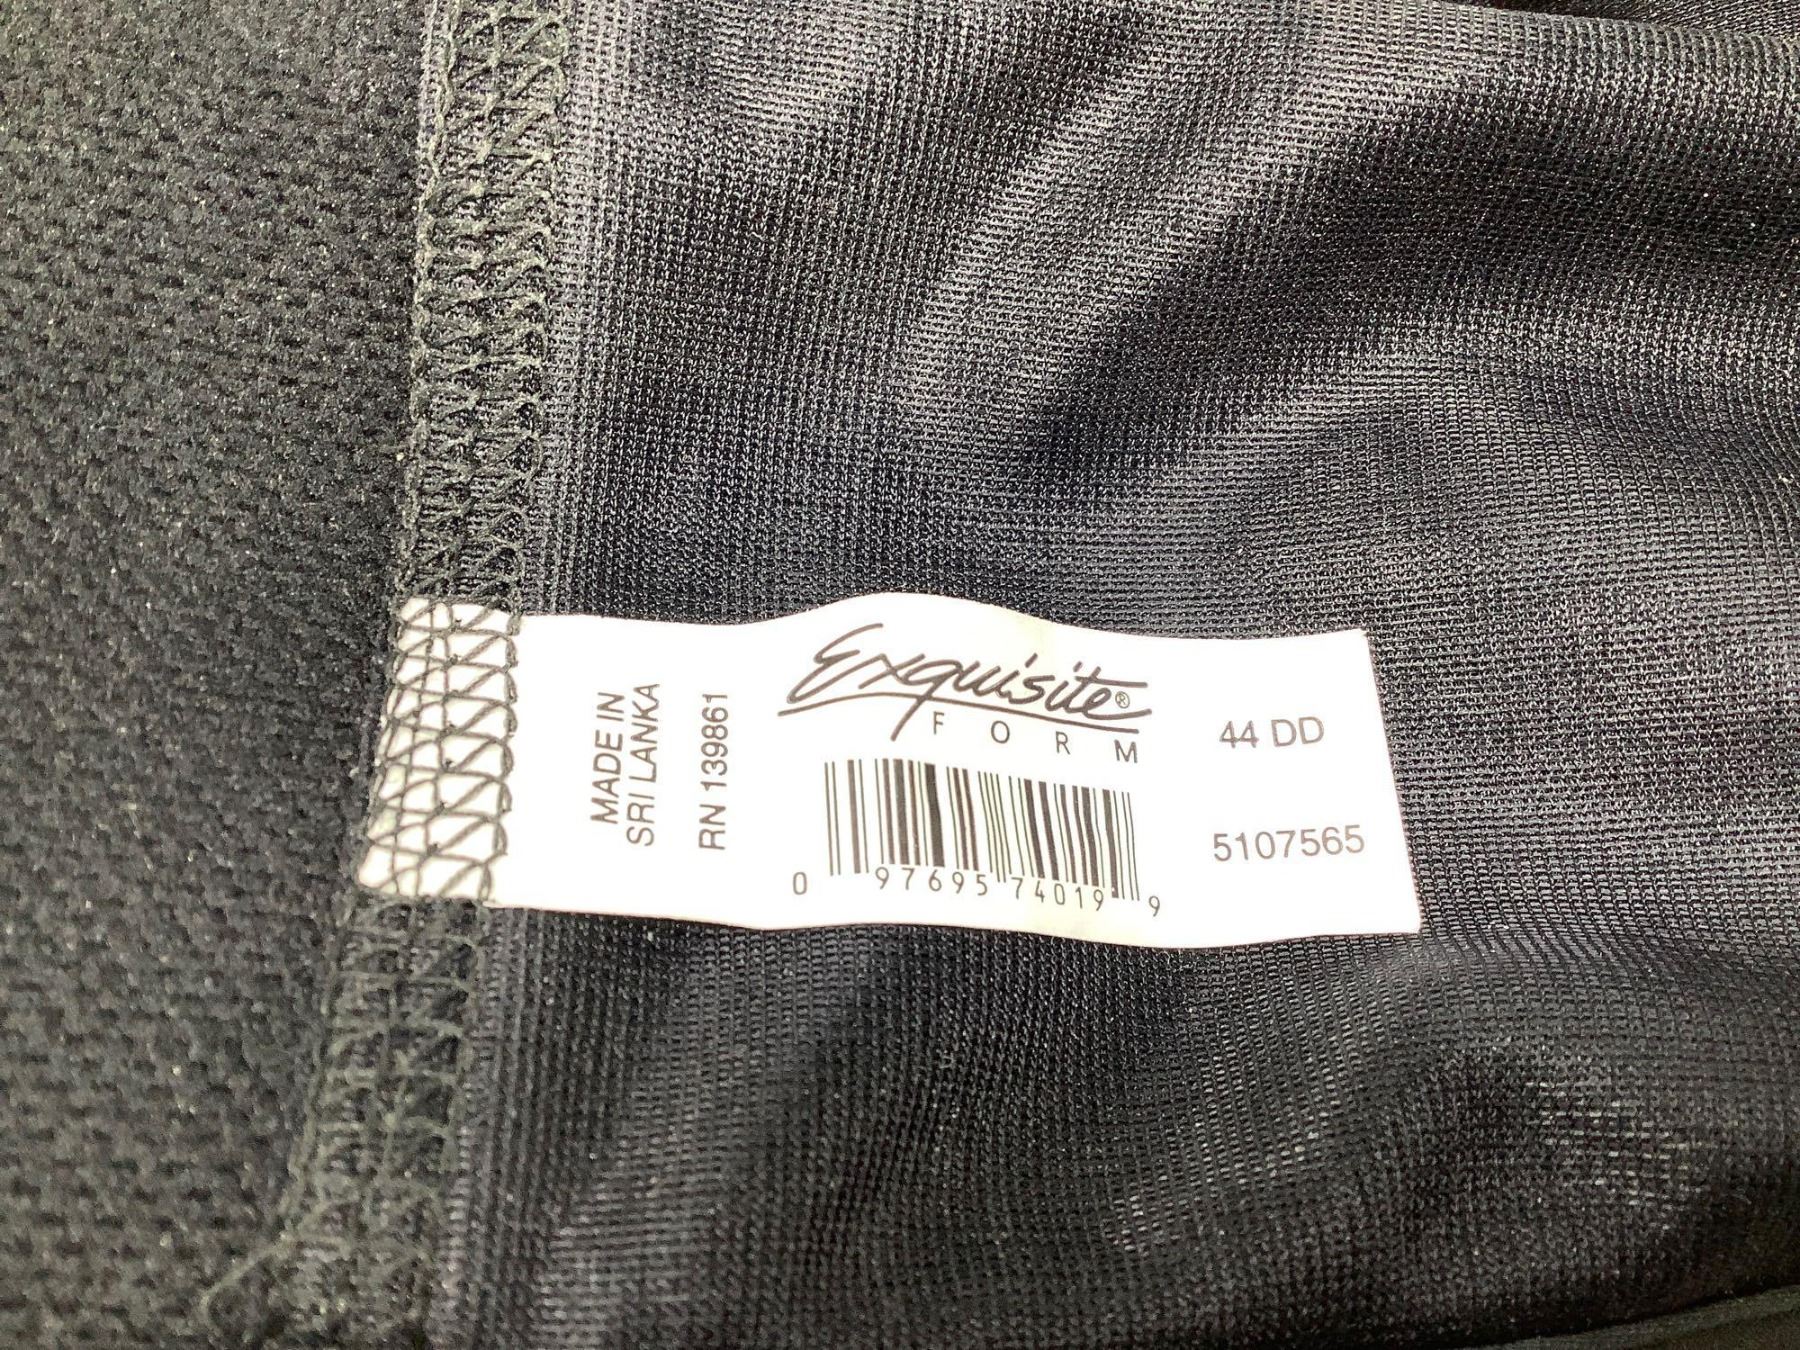 MADE IN
SRI LANKA
RN 139861
Exquisite®
FORM
0 97695 74019 9
44 DD
5107565